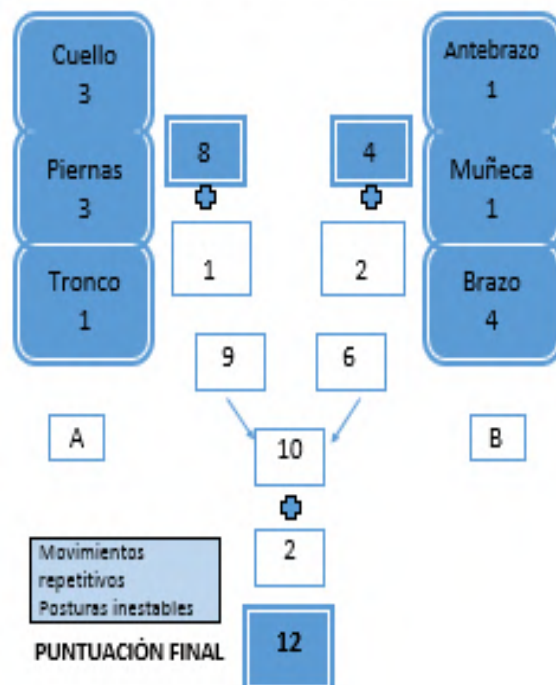 Cuello
3
Piernas
3
Tronco
1
8
1
9
A
4
2
6
Antebrazo
1
Muñeca
1
Brazo
4
B
10
2
Movimientos
repetitivos
Posturas inestables
PUNTUACIÓN FINAL
12